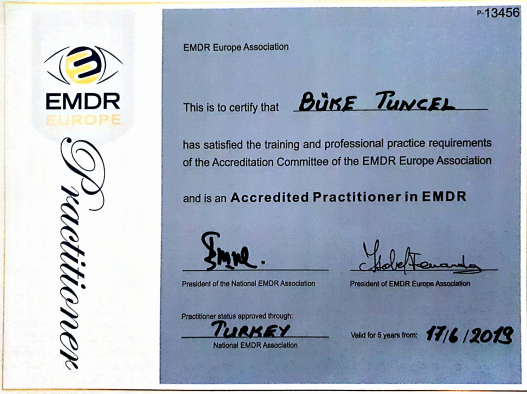 P-13456
EMDR
EUROPE
Practitioner
EMDR Europe Association
This is to certify that BÜKE TUNCEL
has satisfied the training and professional practice requirements
of the Accreditation Committee of the EMDR Europe Association
and is an Accredited Practitioner in EMDR
President of the National EMDR Association
President of EMDR Europe Association
Practitioner status approved through:
TURKEY
National EMDR Association
Valid for 5 years from: 17/6/2019